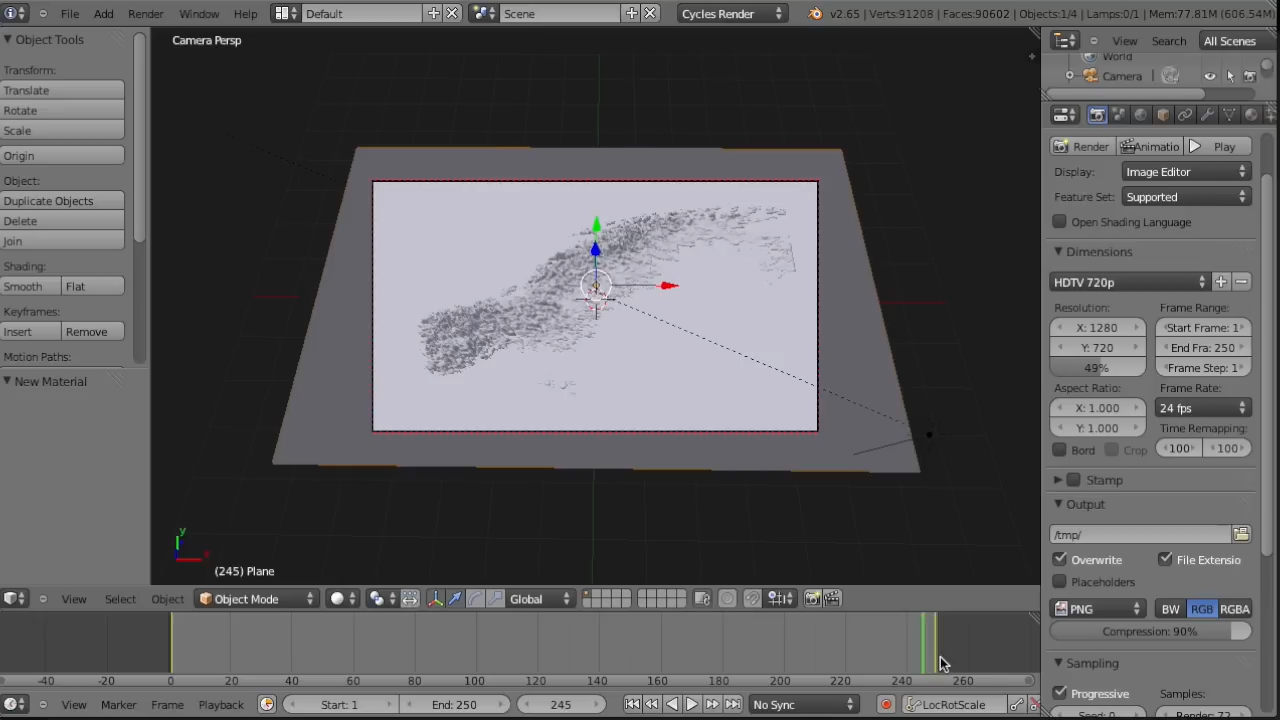 File Add Render Window Help Default Scene Cycles Render v2.65 | Verts:91208 | Faces:90602 | Objects:1/4 | Lamps:0/1 | Mem:77.81M (606.54M)
Object Tools
Transform:
Translate
Rotate
Scale
Origin
Object:
Duplicate Objects
Delete
Join
Shading:
Smooth Flat
Keyframes:
Insert Remove
Motion Paths:
New Material
Camera Persp
y
x
(245) Plane
View Select Object Object Mode Global
-40 -20 0 20 40 60 80 100 120 140 160 180 200 220 240 260
View Marker Frame Playback Start: 1 End: 250 245 No Sync LocRotScale
View Search All Scenes
World
Camera
Render Animatio Play
Display: Image Editor
Feature Set: Supported
Open Shading Language
Dimensions
HDTV 720p
Resolution: Frame Range:
X: 1280 Start Frame: 1
Y: 720 End Fra: 250
49% Frame Step: 1
Aspect Ratio: Frame Rate:
X: 1.000 24 fps
Y: 1.000 Time Remapping:
Bord Crop 100 100
Stamp
Output
/tmp/
Overwrite File Extensio
Placeholders
PNG BW RGB RGBA
Compression: 90%
Sampling
Progressive Samples:
Seed: 0 Render: 72